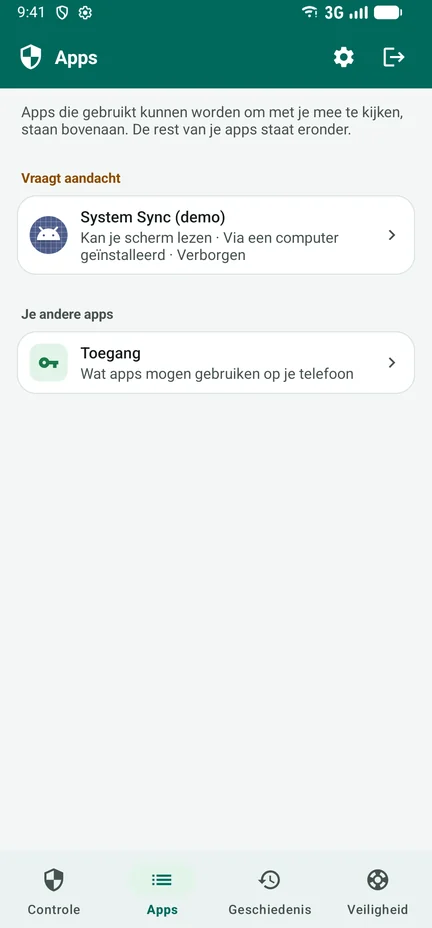 9:41
3G
Apps
Apps die gebruikt kunnen worden om met je mee te kijken,
staan bovenaan. De rest van je apps staat eronder.
Vraagt aandacht
System Sync (demo)
Kan je scherm lezen · Via een computer
geïnstalleerd · Verborgen
Je andere apps
Toegang
Wat apps mogen gebruiken op je telefoon
Controle
Apps
Geschiedenis
Veiligheid